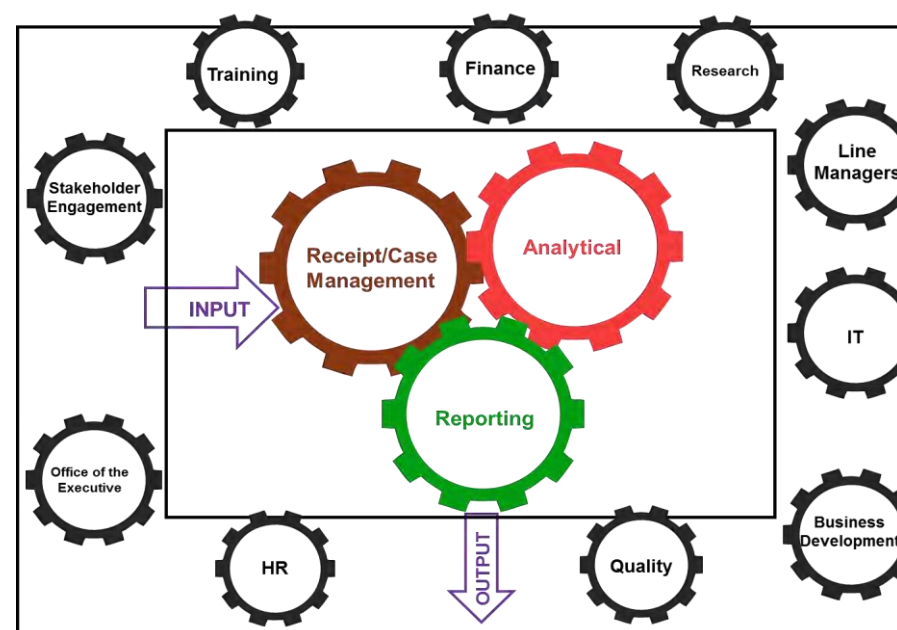 Training
Finance
Research
Stakeholder
Engagement
Line
Managers
Receipt/Case
Management
Analytical
INPUT
IT
Reporting
Office of the
Executive
Business
Development
HR
Quality
OUTPUT